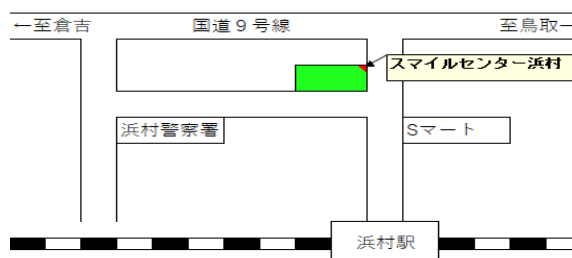 ←至倉吉
国道９号線
至鳥取→
スマイルセンター浜村
浜村警察署
Sマート
浜村駅